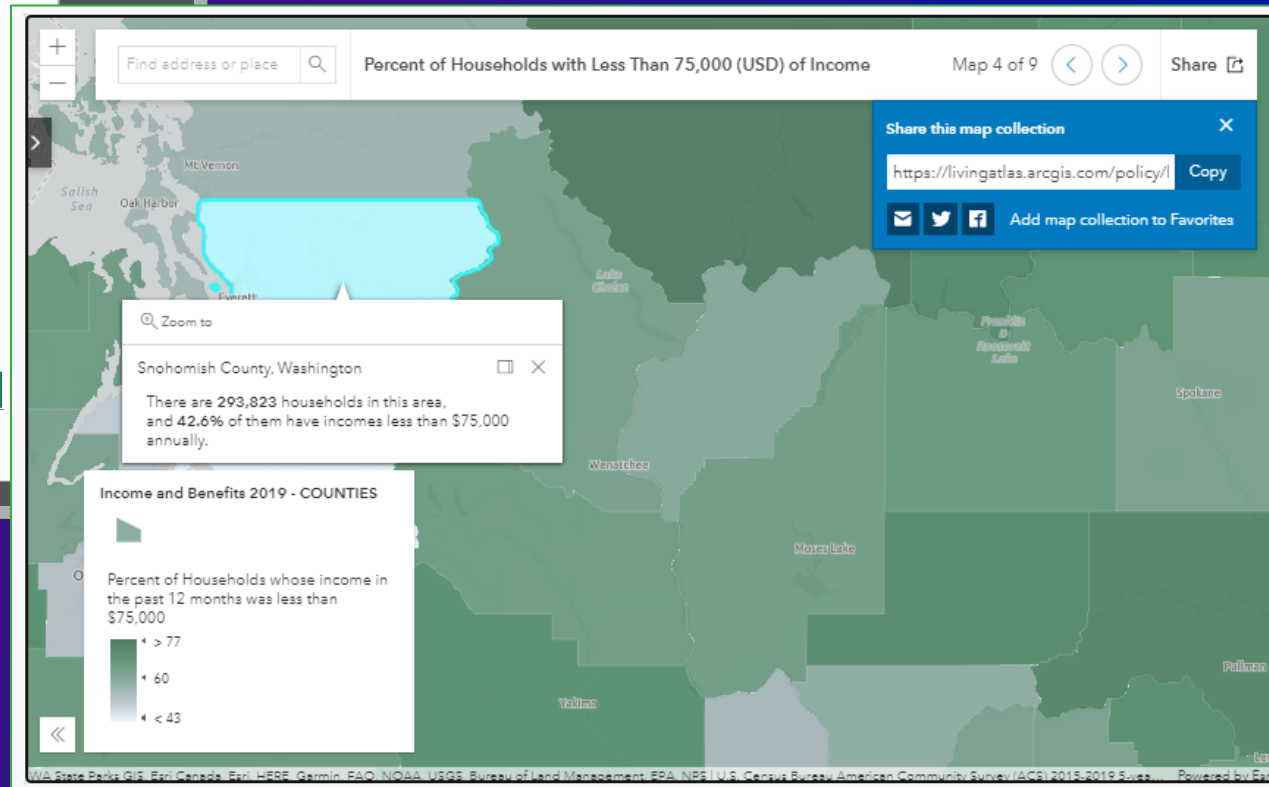 +
Find address or place
Percent of Households with Less Than 75,000 (USD) of Income
Map 4 of 9
Share
−
Share this map collection
https://livingatlas.arcgis.com/policy/l
Copy
Add map collection to Favorites
Mt Vernon
Salish
Sea
Oak Harbor
Everett
Lake
Chelan
Franklin
D
Roosevelt
Lake
Spokane
Zoom to
Snohomish County, Washington
There are 293,823 households in this area,
and 42.6% of them have incomes less than $75,000
annually.
Wenatchee
Moses Lake
Income and Benefits 2019 - COUNTIES
Percent of Households whose income in
the past 12 months was less than
$75,000
> 77
60
< 43
Pullman
Yakima
WA State Parks GIS, Esri Canada, Esri, HERE, Garmin, FAO, NOAA, USGS, Bureau of Land Management, EPA, NPS | U.S. Census Bureau American Community Survey (ACS) 2015-2019 5-yea...
Powered by Esr